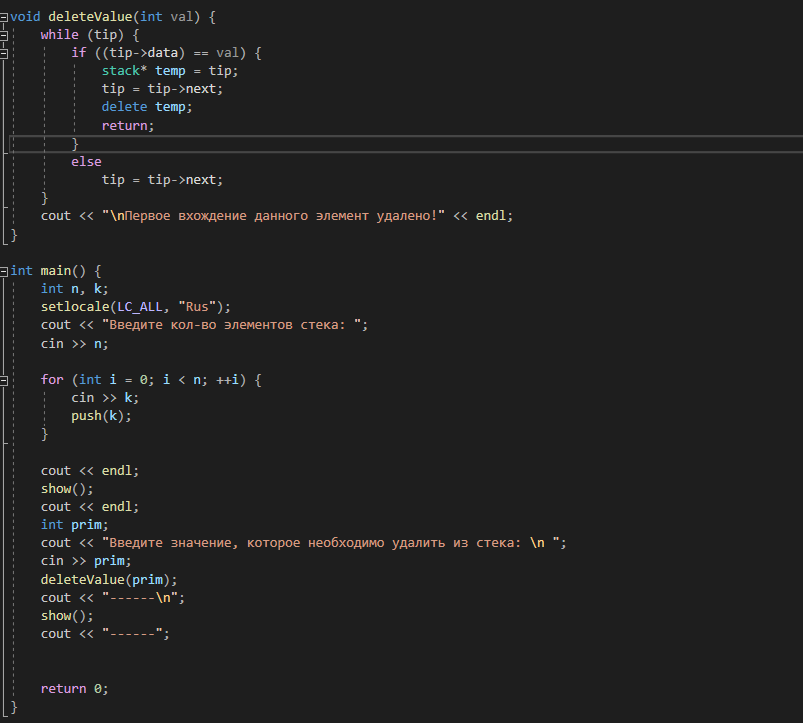 void deleteValue(int val) {
    while (tip) {
        if ((tip->data) == val) {
            stack* temp = tip;
            tip = tip->next;
            delete temp;
            return;
        }
        else
            tip = tip->next;
    }
    cout << "\nПервое вхождение данного элемент удалено!" << endl;
}
int main() {
    int n, k;
    setlocale(LC_ALL, "Rus");
    cout << "Введите кол-во элементов стека: ";
    cin >> n;
    for (int i = 0; i < n; ++i) {
        cin >> k;
        push(k);
    }
    cout << endl;
    show();
    cout << endl;
    int prim;
    cout << "Введите значение, которое необходимо удалить из стека: \n ";
    cin >> prim;
    deleteValue(prim);
    cout << "------\n";
    show();
    cout << "------";
    return 0;
}